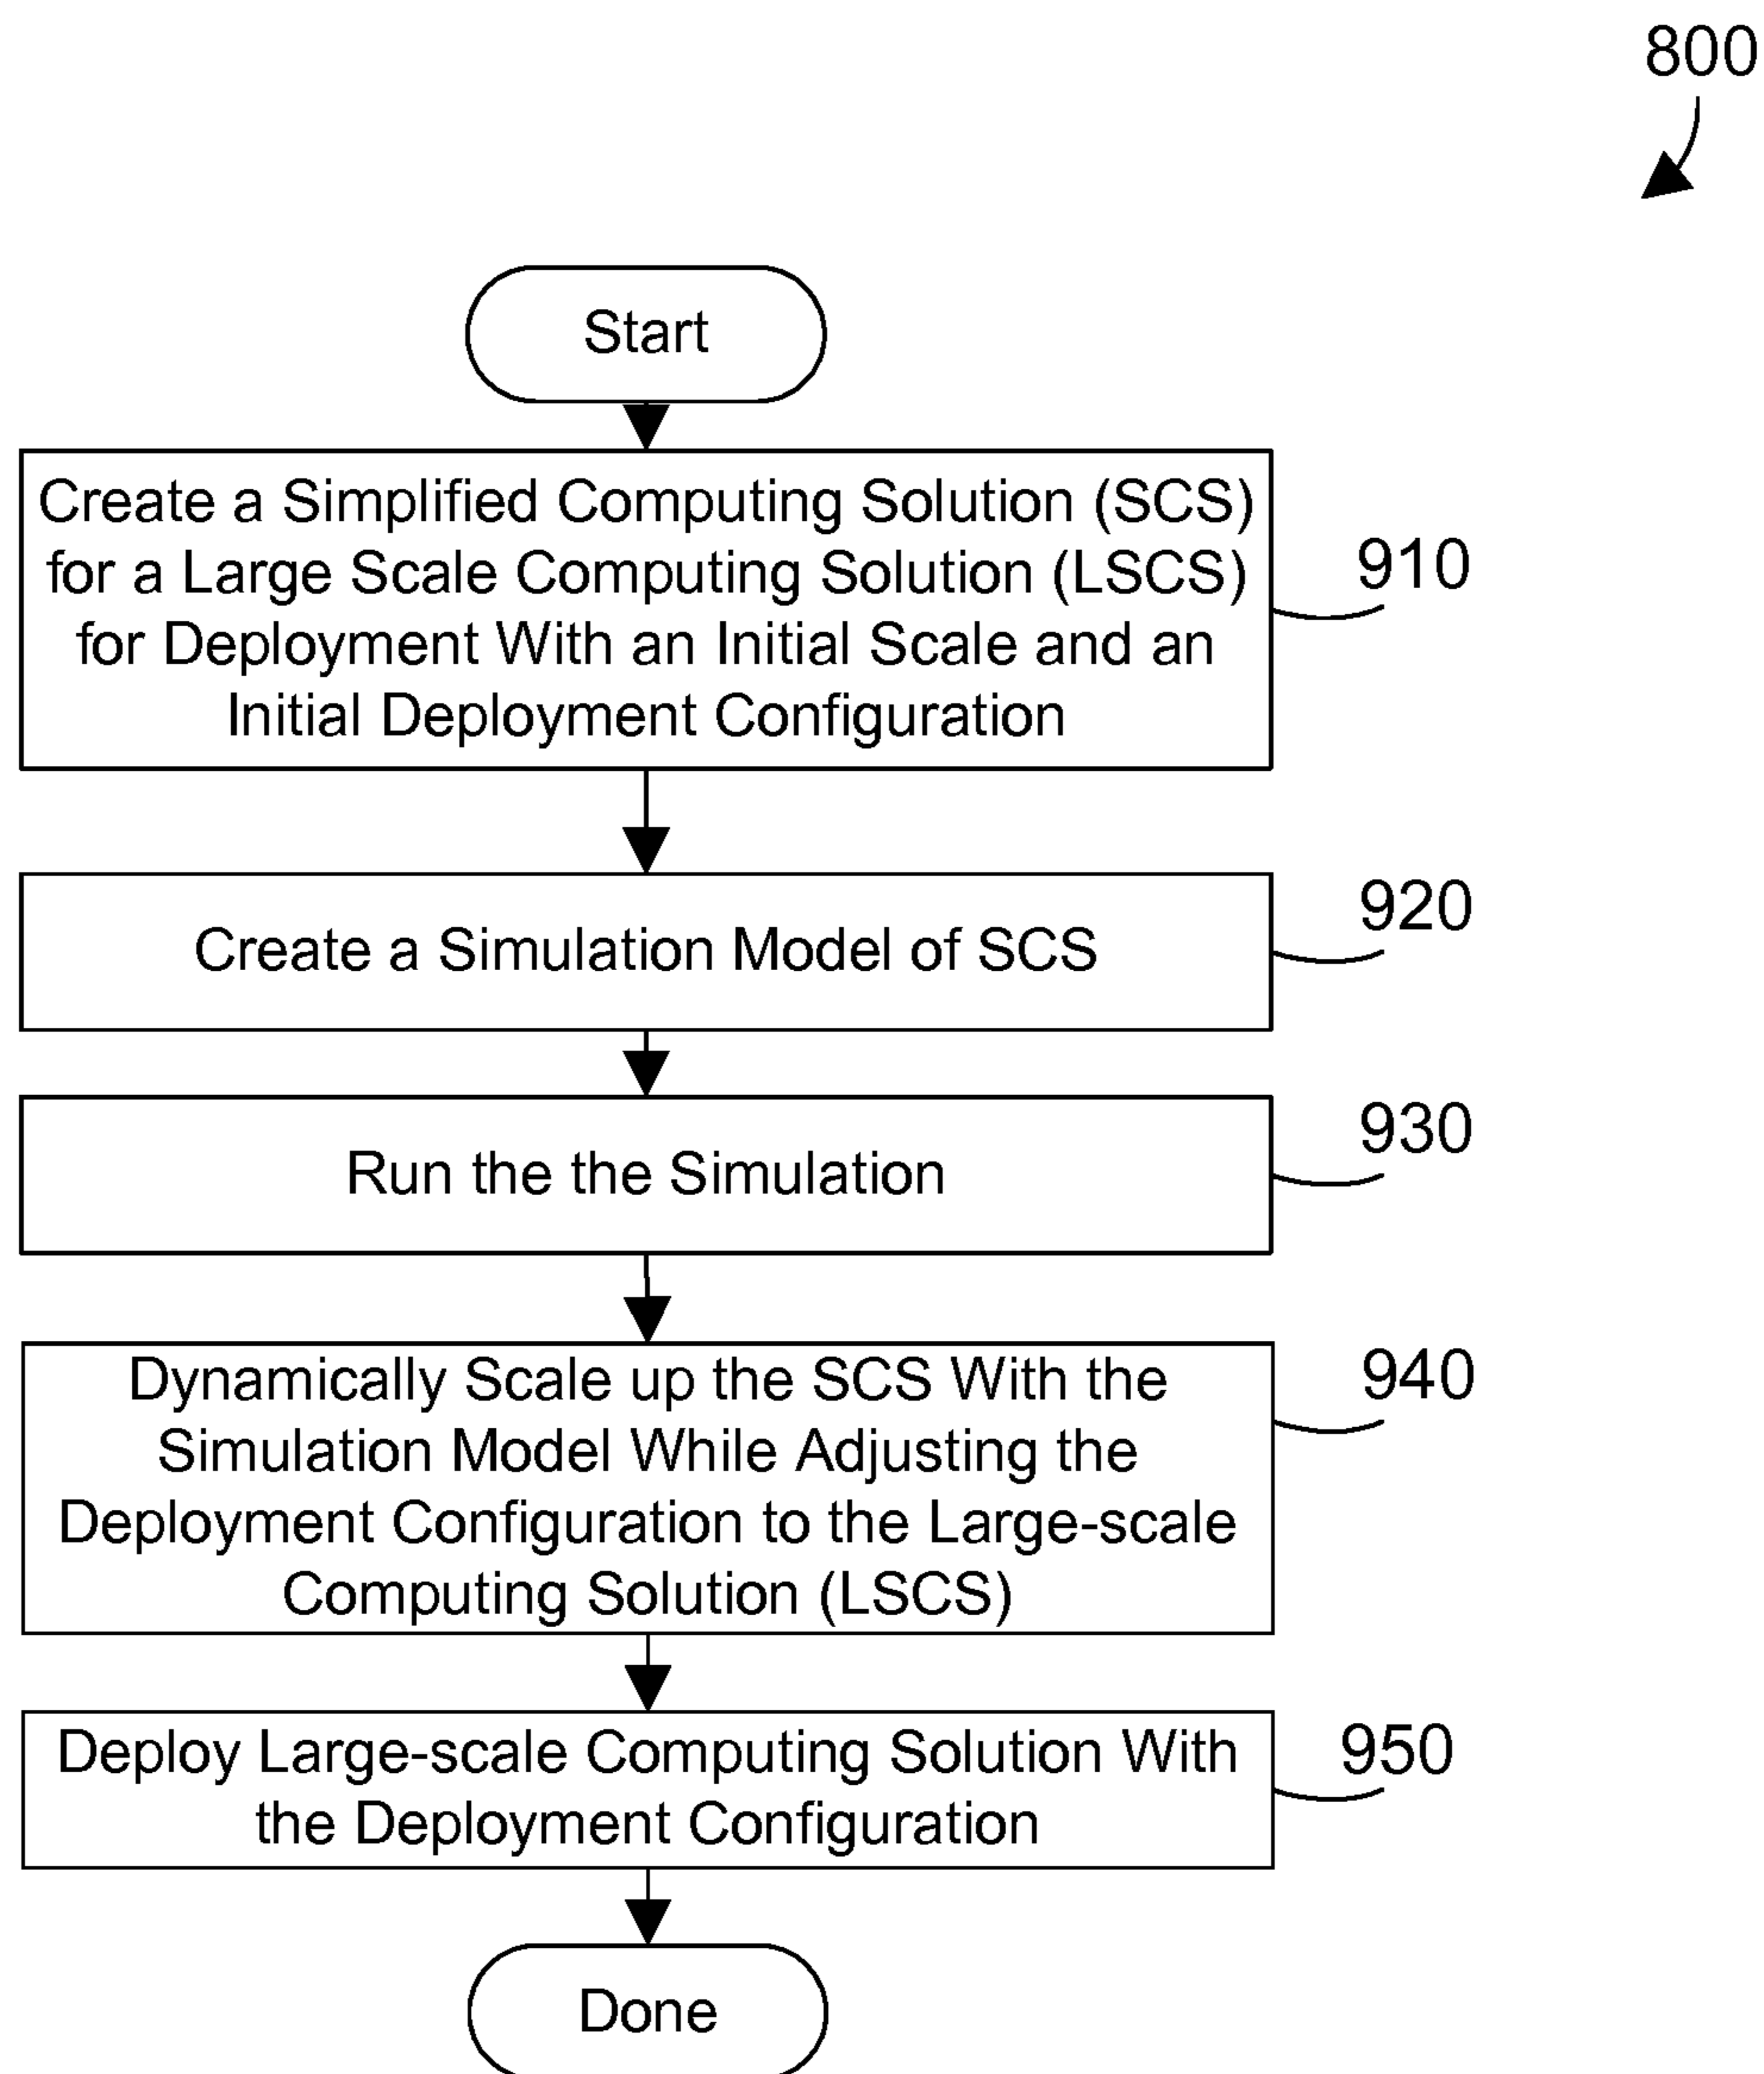 800
Start
Create a Simplified Computing Solution (SCS)
for a Large Scale Computing Solution (LSCS)
for Deployment With an Initial Scale and an
Initial Deployment Configuration
910
Create a Simulation Model of SCS
920
Run the the Simulation
930
Dynamically Scale up the SCS With the
Simulation Model While Adjusting the
Deployment Configuration to the Large-scale
Computing Solution (LSCS)
940
Deploy Large-scale Computing Solution With
the Deployment Configuration
950
Done